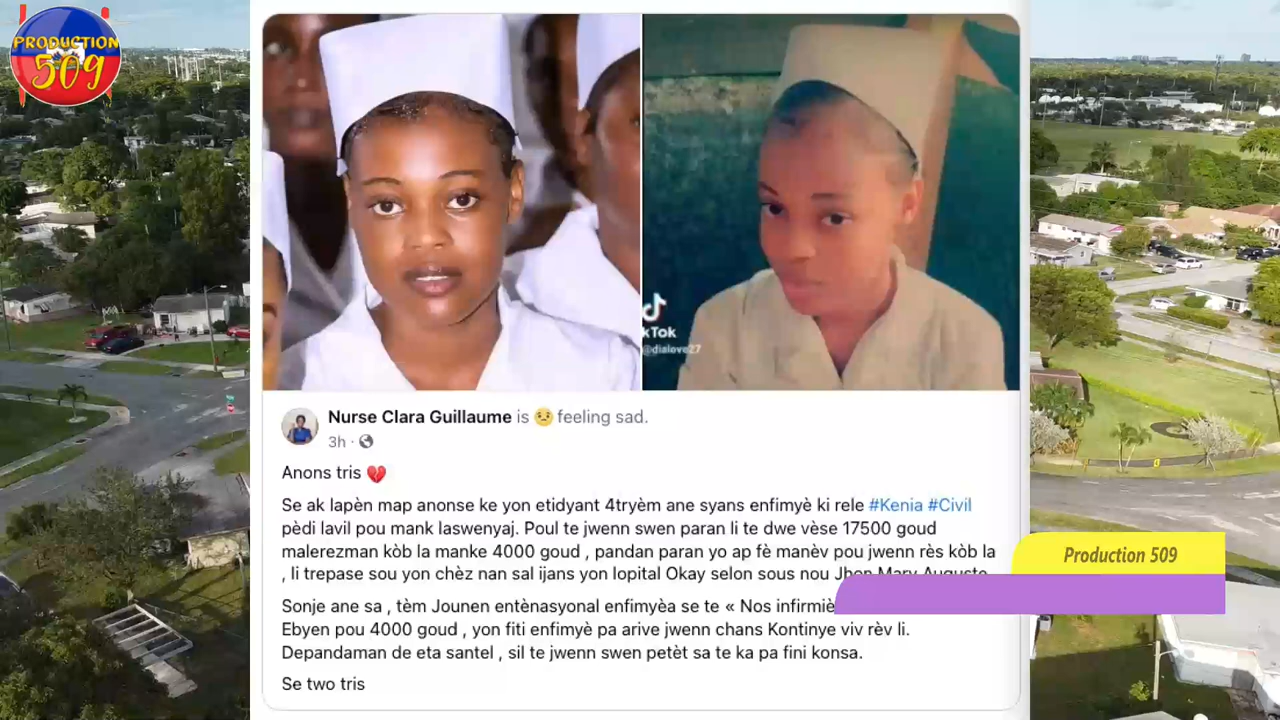 PRODUCTION
509
kTok
@dialove27
Nurse Clara Guillaume is 😟 feeling sad.
3h ·
Anons tris 💔
Se ak lapèn map anonse ke yon etidyant 4tryèm ane syans enfimyè ki rele #Kenia #Civil
pèdi lavil pou mank laswenyaj. Poul te jwenn swen paran li te dwe vèse 17500 goud
malerezman kòb la manke 4000 goud , pandan paran yo ap fè manèv pou jwenn rès kòb la
, li trepase sou yon chèz nan sal ijans yon lopital Okay selon sous nou Jhon Mary Auguste
Sonje ane sa , tèm Jounen entènasyonal enfimyèa se te « Nos infirmiè
Ebyen pou 4000 goud , yon fiti enfimyè pa arive jwenn chans Kontinye viv rèv li.
Depandaman de eta santel , sil te jwenn swen petèt sa te ka pa fini konsa.
Se two tris
Production 509